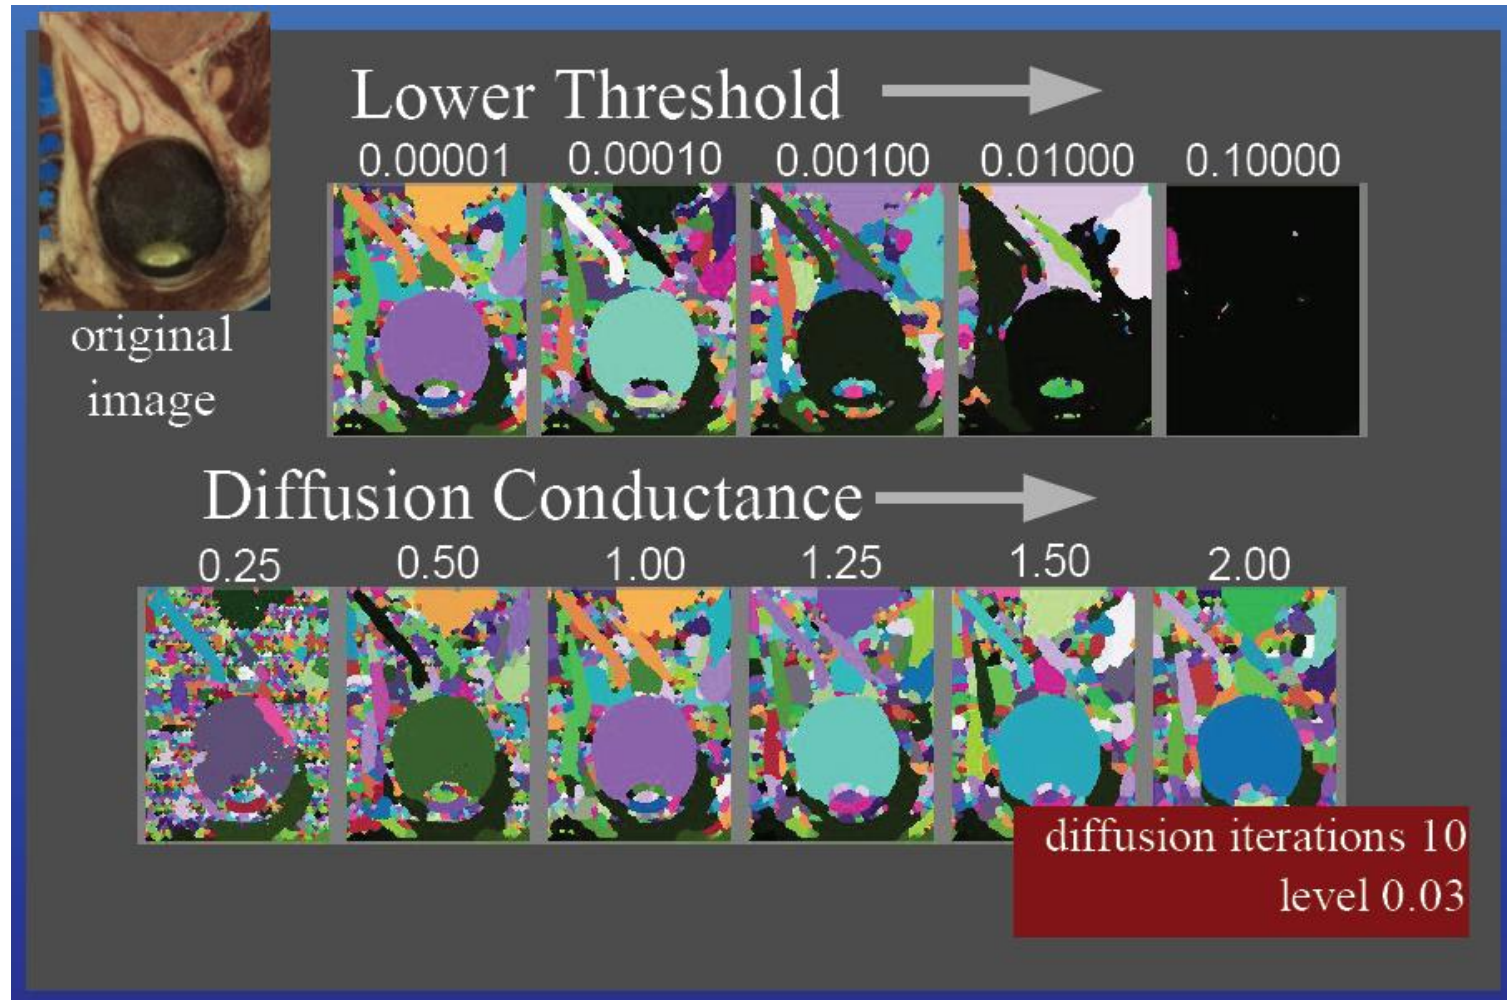 Lower Threshold
0.00001 0.00010 0.00100 0.01000 0.10000
original
image
Diffusion Conductance
0.25 0.50 1.00 1.25 1.50 2.00
diffusion iterations 10
level 0.03